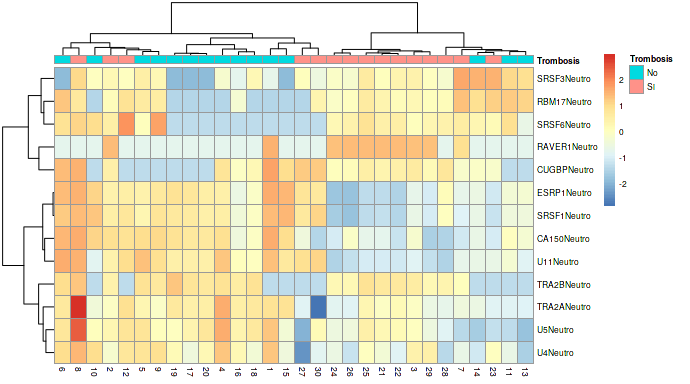 Trombosis
Trombosis
No
SI
2
1
0
-1
-2
SRSF3Neutro
RBM17Neutro
SRSF6Neutro
RAVER1Neutro
CUGBPNeutro
ESRP1Neutro
SRSF1Neutro
CA150Neutro
U11Neutro
TRA2BNeutro
TRA2ANeutro
U5Neutro
U4Neutro
6 8 10 2 12 5 9 19 17 20 4 16 18 1 15 27 30 24 26 25 21 22 3 29 28 7 14 23 11 13